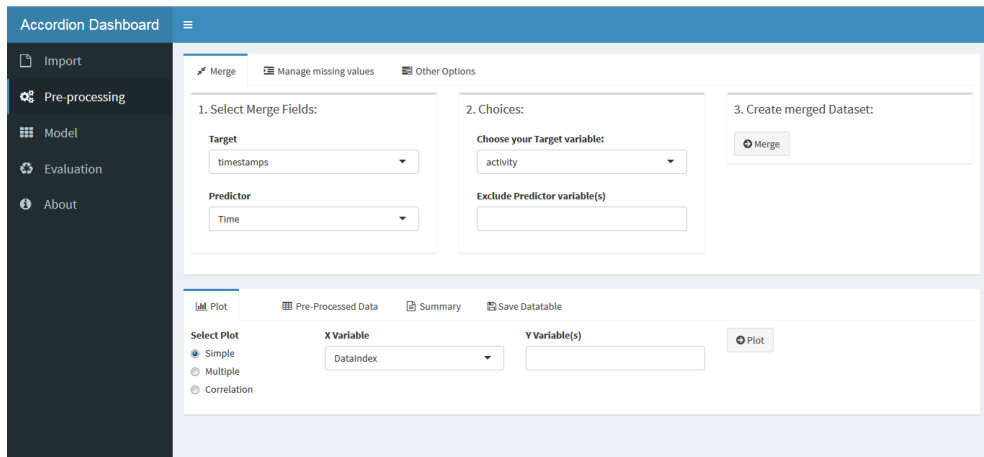 Accordion Dashboard
Import
Pre-processing
Model
Evaluation
About
Merge
Manage missing values
Other Options
1. Select Merge Fields:
Target
timestamps
Predictor
Time
2. Choices:
Choose your Target variable:
activity
Exclude Predictor variable(s)
3. Create merged Dataset:
Merge
Plot
Pre-Processed Data
Summary
Save Datatable
Select Plot
Simple
Multiple
Correlation
X Variable
DataIndex
Y Variable(s)
Plot